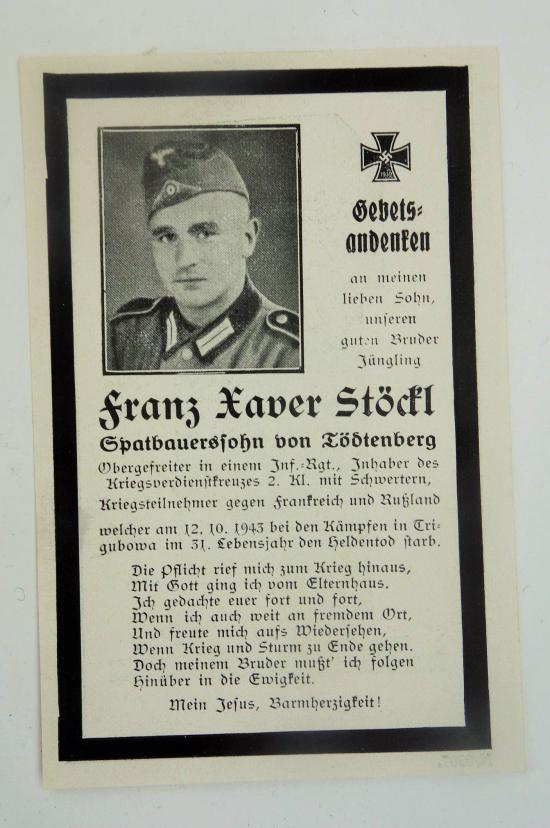 1939
Gebets=
andenken
an meinen
lieben Sohn,
unseren
guten Bruder
Jüngling
Franz Xaver Stöckl
Spatbauerssohn von Tödtenberg
Obergefreiter in einem Inf.=Rgt., Inhaber des
Kriegsverdienstkreuzes 2. Kl. mit Schwertern,
Kriegsteilnehmer gegen Frankreich und Rußland
welcher am 12. 10. 1943 bei den Kämpfen in Tri=
gubowa im 31. Lebensjahr den Heldentod starb.
Die Pflicht rief mich zum Krieg hinaus,
Mit Gott ging ich vom Elternhaus.
Ich gedachte euer fort und fort,
Wenn ich auch weit an fremdem Ort,
Und freute mich aufs Wiedersehen,
Wenn Krieg und Sturm zu Ende gehen.
Doch meinem Bruder mußt' ich folgen
Hinüber in die Ewigkeit.
Mein Jesus, Barmherzigkeit!